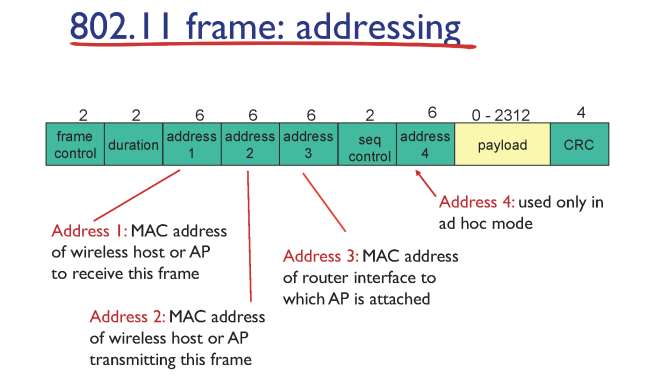 802.11 frame: addressing
2 2 6 6 6 2 6 0 - 2312 4
frame control
duration
address 1
address 2
address 3
seq control
address 4
payload
CRC
Address 4: used only in
ad hoc mode
Address 1: MAC address
of wireless host or AP
to receive this frame
Address 3: MAC address
of router interface to
which AP is attached
Address 2: MAC address
of wireless host or AP
transmitting this frame